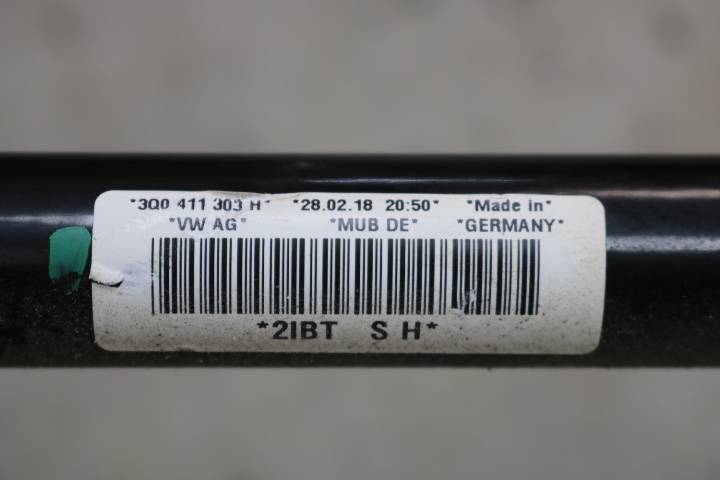 *3Q0 411 303 H* *28.02.18 20:50* *Made in*
*VW AG* *MUB DE* *GERMANY*
*2IBT S H*